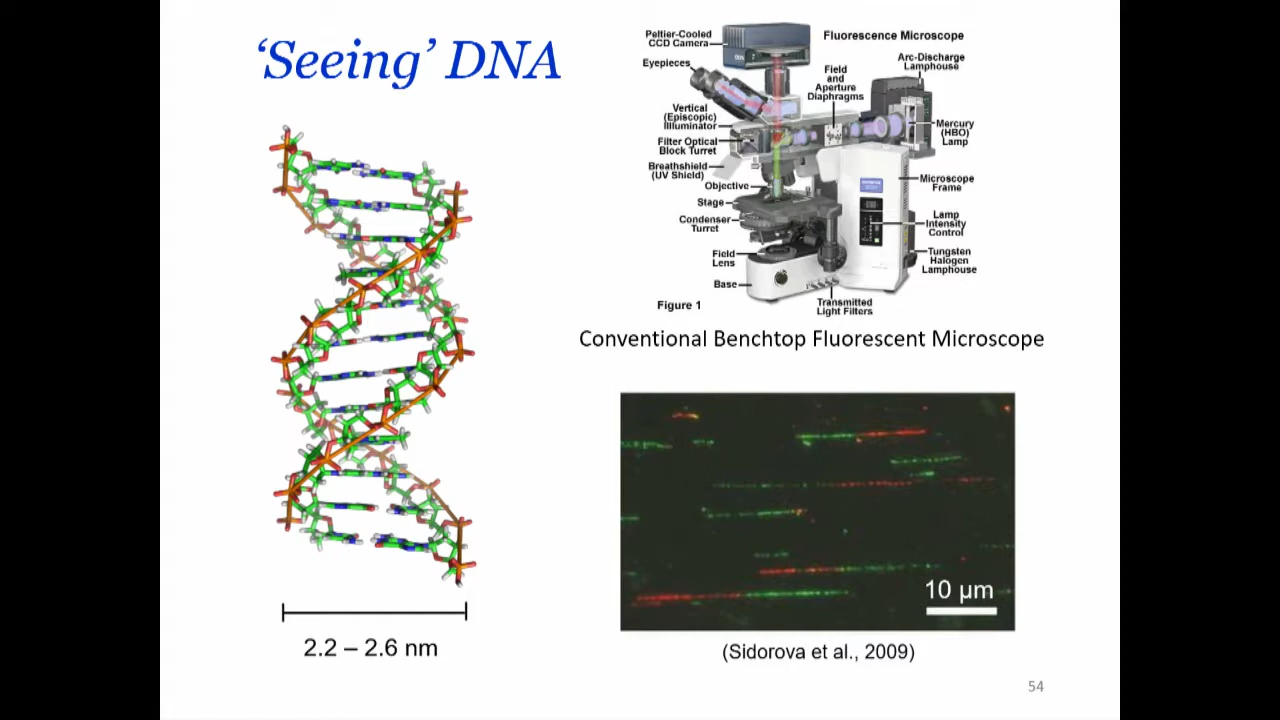 ‘Seeing’ DNA
2.2 – 2.6 nm
Fluorescence Microscope
Peltier-Cooled
CCD Camera
Eyepieces
Vertical
(Episcopic)
Illuminator
Filter Optical
Block Turret
Breathshield
(UV Shield)
Objective
Stage
Condenser
Turret
Field
Lens
Base
Figure 1
Field
and
Aperture
Diaphragms
Arc-Discharge
Lamphouse
Mercury
(HBO)
Lamp
Microscope
Frame
Lamp
Intensity
Control
Tungsten
Halogen
Lamphouse
Transmitted
Light Filters
Conventional Benchtop Fluorescent Microscope
10 µm
(Sidorova et al., 2009)
54